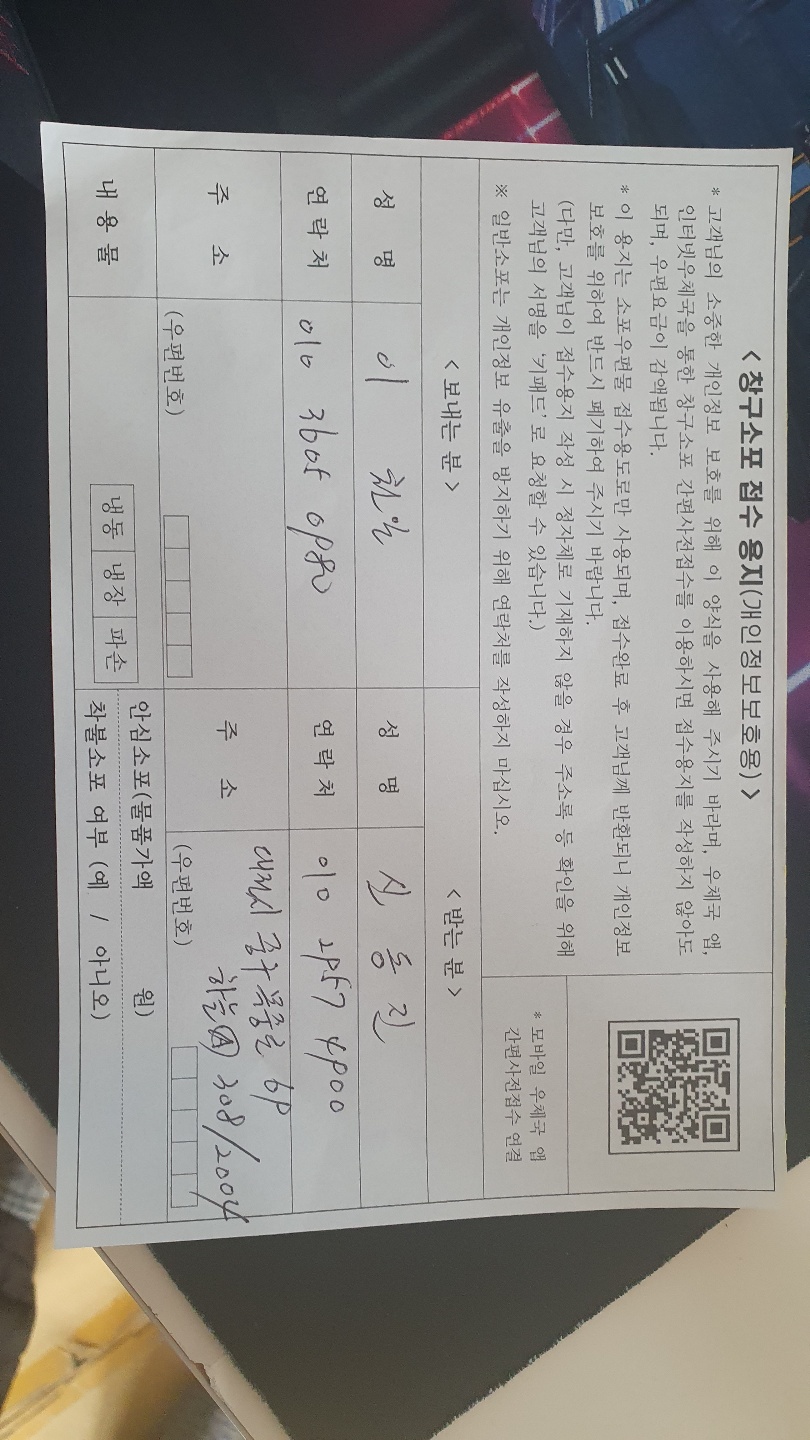 < 창구소포 접수 용지(개인정보보호용) >
* 고객님의 소중한 개인정보 보호를 위해 이 양식을 사용해 주시기 바라며, 우체국 앱,
인터넷우체국을 통한 창구소포 간편사전접수를 이용하시면 접수용지를 작성하지 않아도
되며, 우편요금이 감액됩니다.
* 이 용지는 소포우편물 접수용도로만 사용되며, 접수완료 후 고객님께 반환되니 개인정보
보호를 위하여 반드시 폐기하여 주시기 바랍니다.
(다만, 고객님이 접수용지 작성 시 정자체로 기재하지 않을 경우 주소록 등 확인을 위해
고객님의 서명을 '키패드'로 요청할 수 있습니다.)
※ 일반소포는 개인정보 유출을 방지하기 위해 연락처를 작성하지 마십시오.
* 모바일 우체국 앱
간편사전접수 연결
< 보내는 분 >
성 명 이
연락처 010 3605 0980
주 소
(우편번호)
내용물
냉동 냉장 파손
< 받는 분 >
성 명 신 동 진
연락처 010 2957 4900
주 소 대전시 중구 69
308/2004
(우편번호)
안심소포(물품가액 원)
착불소포 여부 (예 / 아니오)